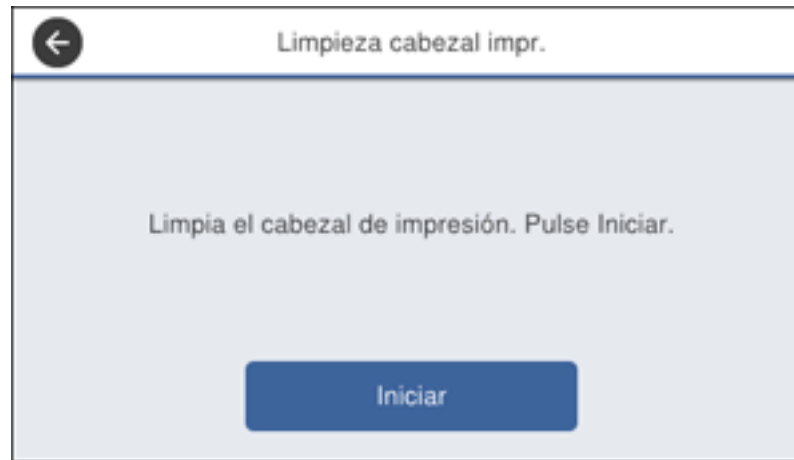 Limpieza cabezal impr.
Limpia el cabezal de impresión. Pulse Iniciar.
Iniciar